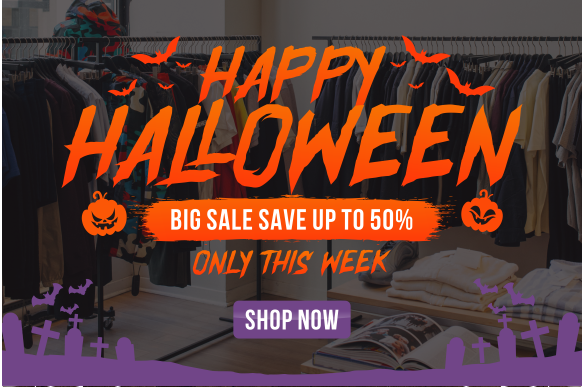 HAPPY
HALLOWEEN
BIG SALE SAVE UP TO 50%
ONLY THIS WEEK
SHOP NOW